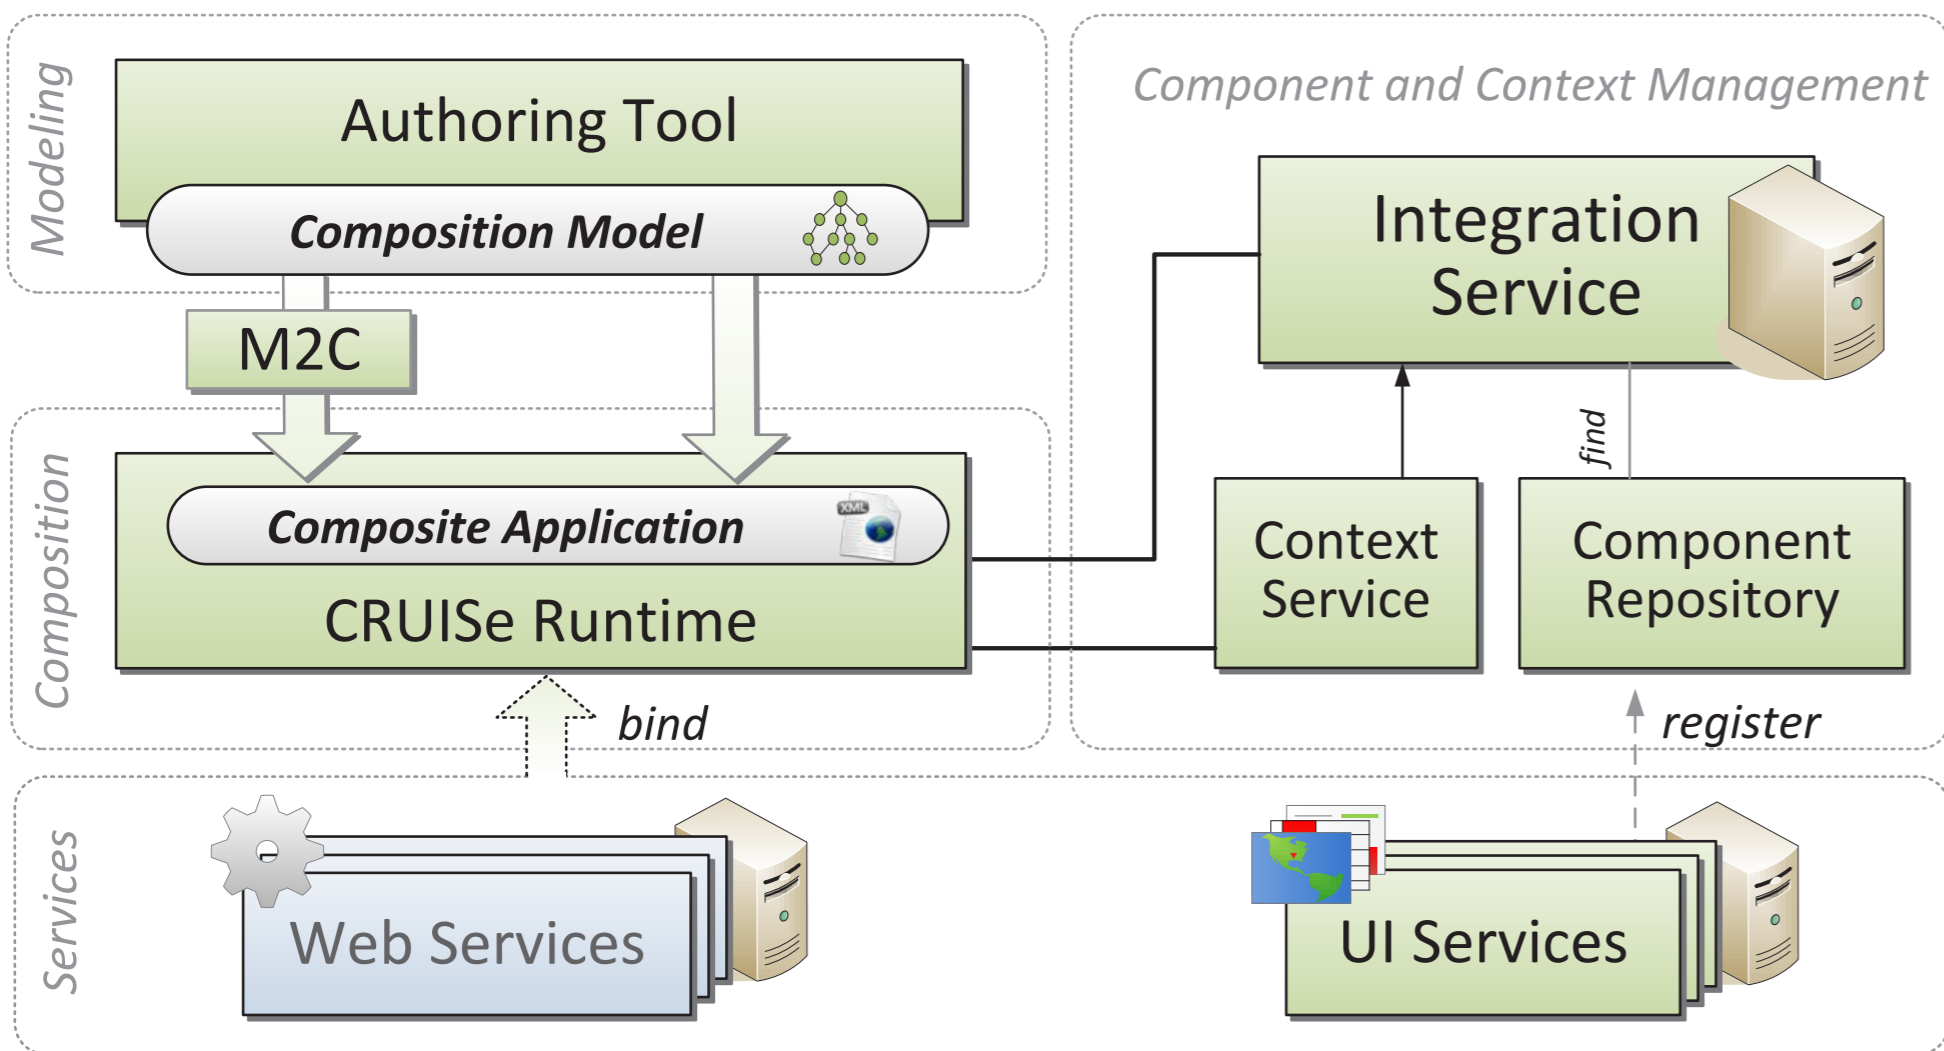 Modeling
Authoring Tool
Composition Model
M2C
Composition
Composite Application
CRUISe Runtime
bind
Component and Context Management
Integration
Service
find
Context
Service
Component
Repository
register
Services
Web Services
UI Services
XML